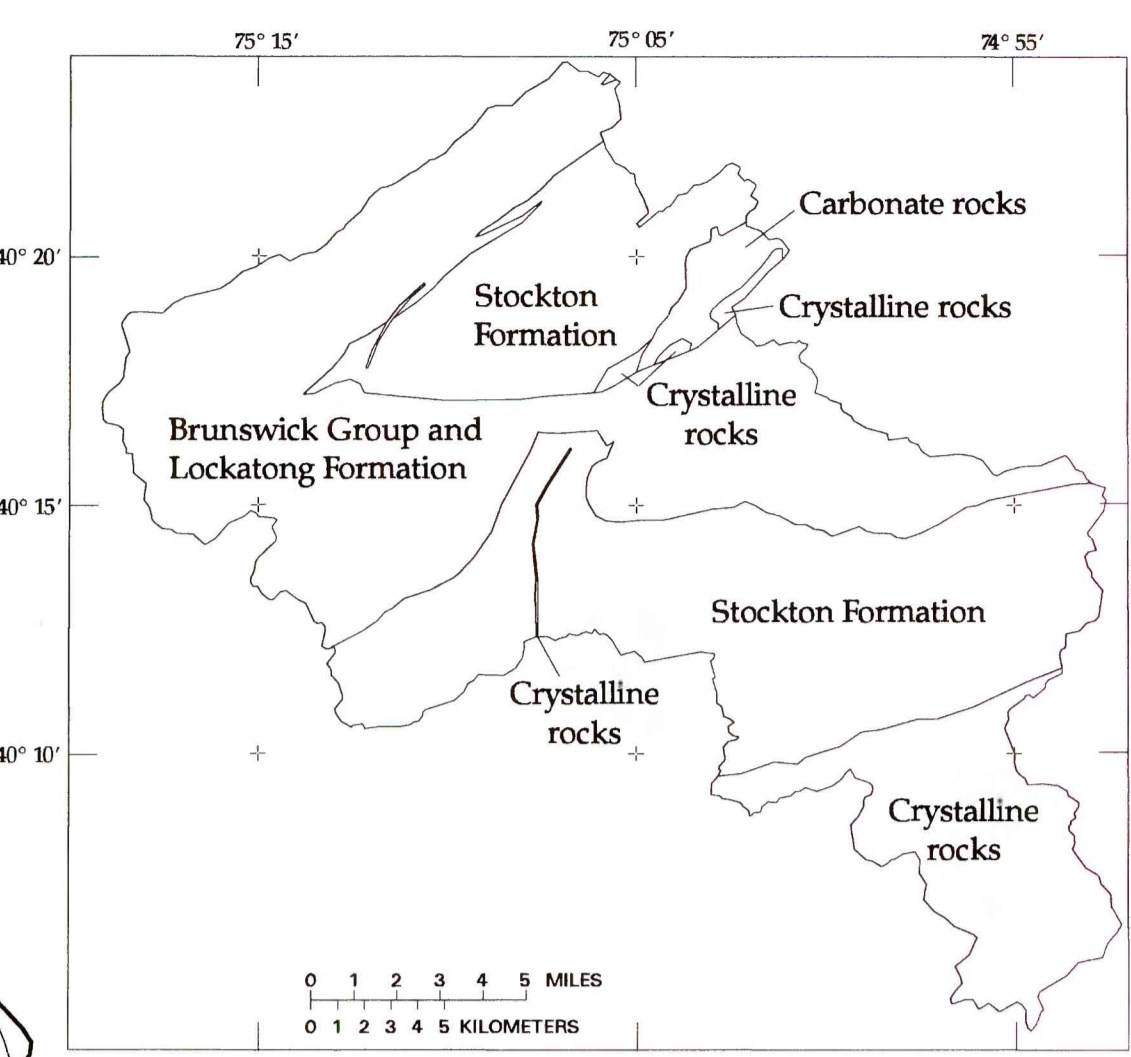 75° 15′ 75° 05′ 74° 55′
Carbonate rocks
40° 20′
Stockton
Formation
Crystalline rocks
Crystalline
rocks
Brunswick Group and
Lockatong Formation
40° 15′
Stockton Formation
Crystalline
rocks
40° 10′
Crystalline
rocks
0 1 2 3 4 5 MILES
0 1 2 3 4 5 KILOMETERS